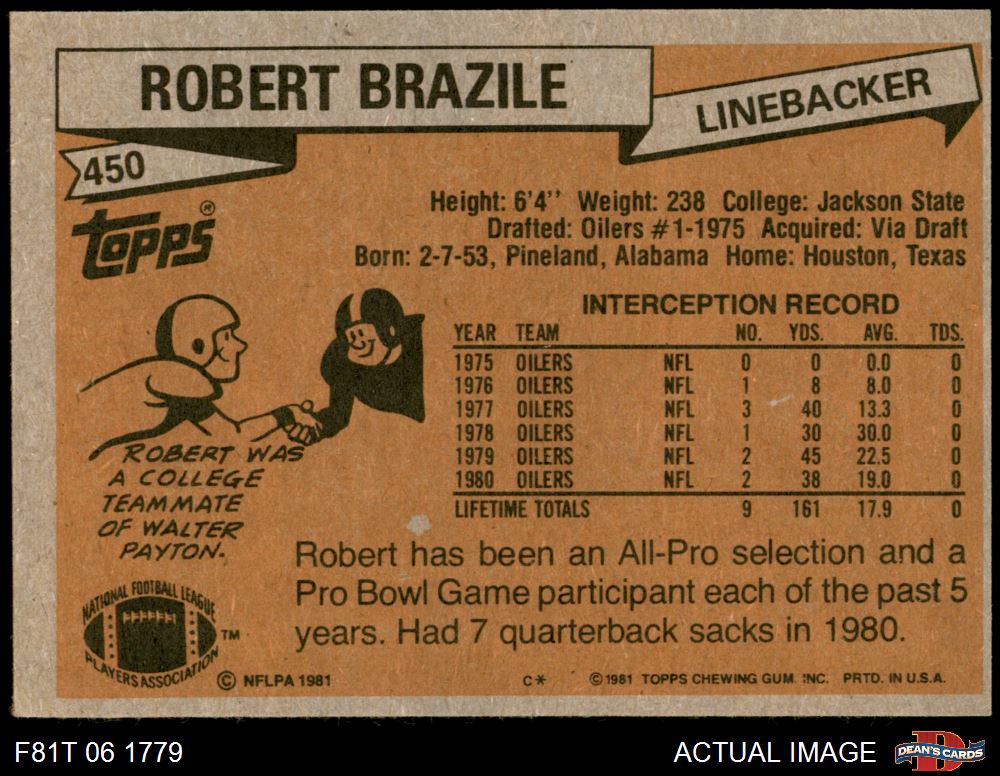 ROBERT BRAZILE
LINEBACKER
450
Topps®
Height: 6'4'' Weight: 238 College: Jackson State
Drafted: Oilers #1-1975 Acquired: Via Draft
Born: 2-7-53, Pineland, Alabama Home: Houston, Texas
INTERCEPTION RECORD
YEAR TEAM NO. YDS. AVG. TDS.
1975 OILERS NFL 0 0 0.0 0
1976 OILERS NFL 1 8 8.0 0
1977 OILERS NFL 3 40 13.3 0
1978 OILERS NFL 1 30 30.0 0
1979 OILERS NFL 2 45 22.5 0
1980 OILERS NFL 2 38 19.0 0
LIFETIME TOTALS 9 161 17.9 0
ROBERT WAS
A COLLEGE
TEAMMATE
OF WALTER
PAYTON.
Robert has been an All-Pro selection and a
Pro Bowl Game participant each of the past 5
years. Had 7 quarterback sacks in 1980.
NATIONAL FOOTBALL LEAGUE
PLAYERS ASSOCIATION
TM
© NFLPA 1981
C* © 1981 TOPPS CHEWING GUM. INC. PRTD. IN U.S.A.
F81T 06 1779
ACTUAL IMAGE
D
DEAN'S CARDS